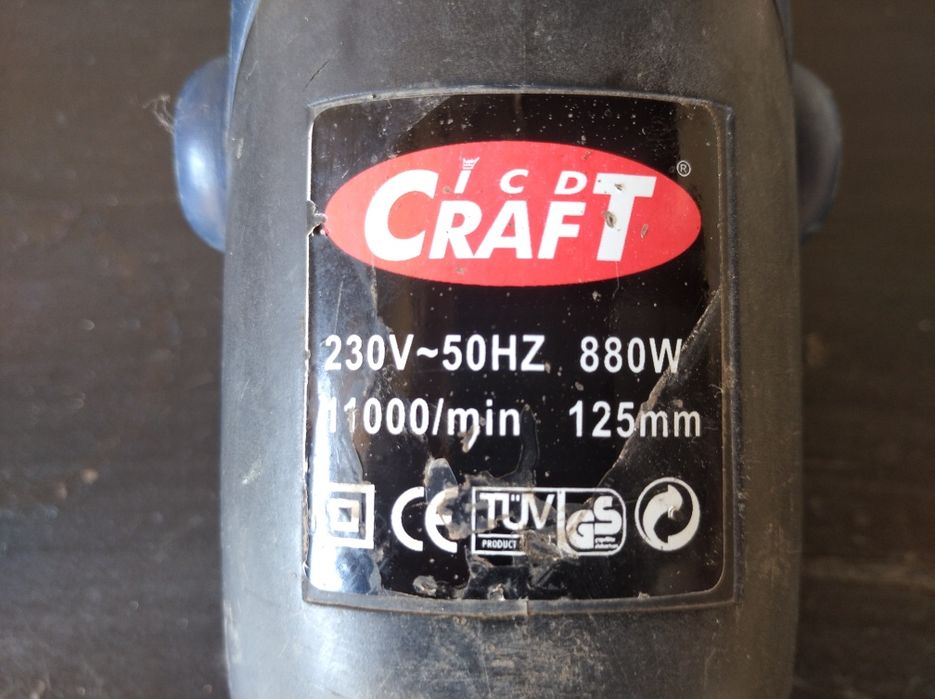 ICD
CRAFT ®
230V~50HZ 880W
11000/min 125mm
CE TÜV GS
PRODUCT